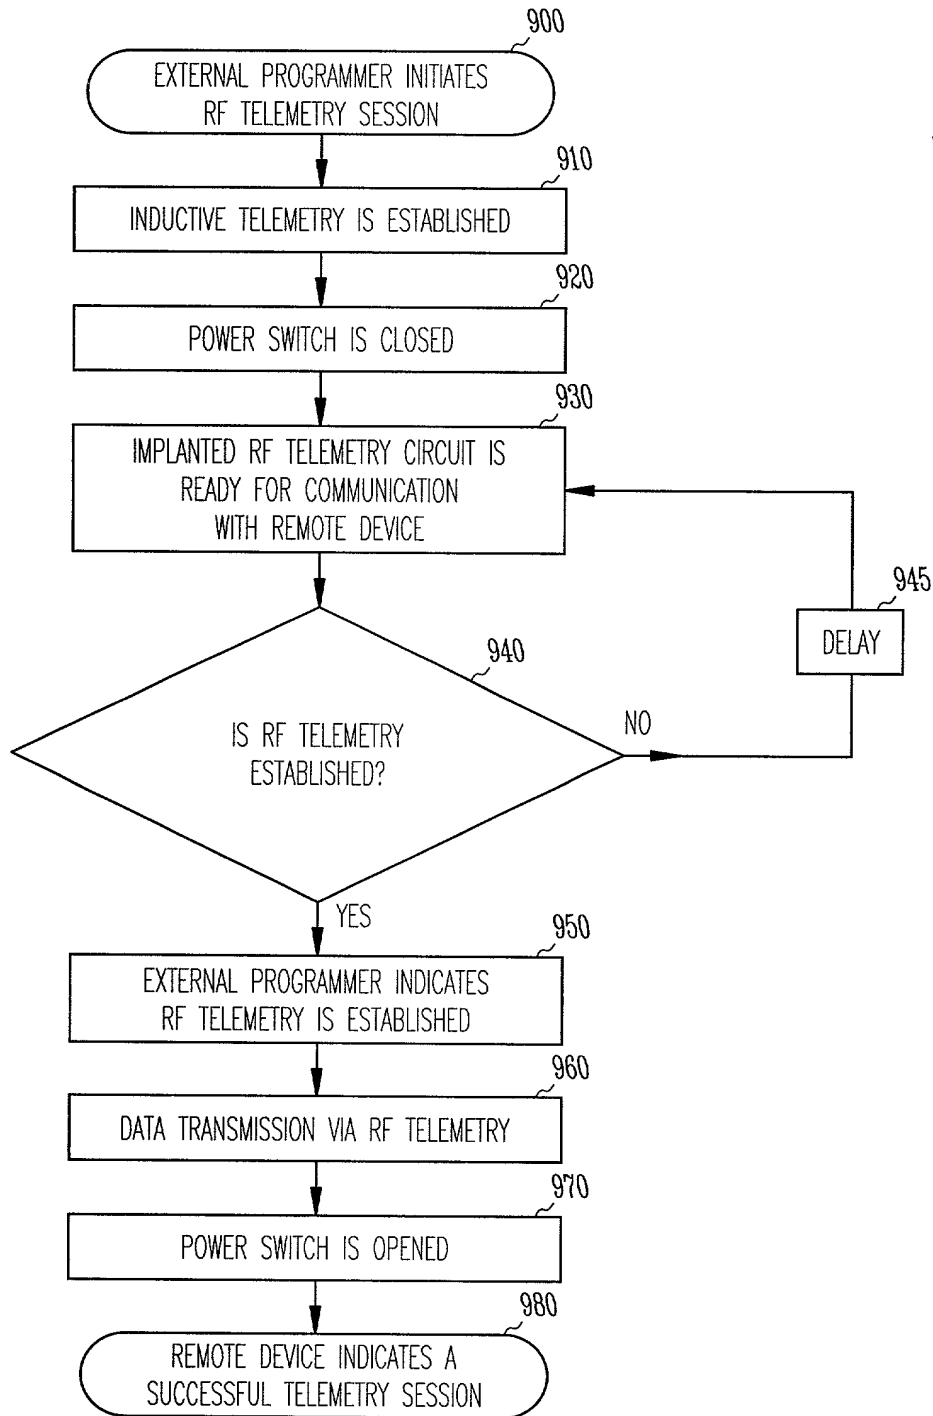 900
EXTERNAL PROGRAMMER INITIATES
RF TELEMETRY SESSION
910
INDUCTIVE TELEMETRY IS ESTABLISHED
920
POWER SWITCH IS CLOSED
930
IMPLANTED RF TELEMETRY CIRCUIT IS
READY FOR COMMUNICATION
WITH REMOTE DEVICE
945
DELAY
940
IS RF TELEMETRY
ESTABLISHED?
NO
YES
950
EXTERNAL PROGRAMMER INDICATES
RF TELEMETRY IS ESTABLISHED
960
DATA TRANSMISSION VIA RF TELEMETRY
970
POWER SWITCH IS OPENED
980
REMOTE DEVICE INDICATES A
SUCCESSFUL TELEMETRY SESSION